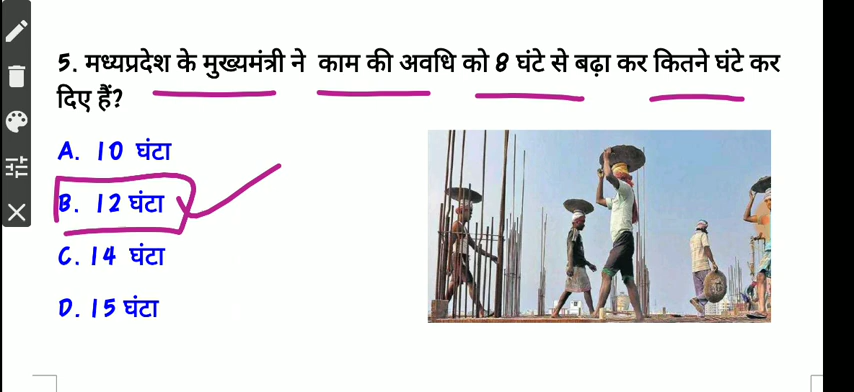 5. मध्यप्रदेश के मुख्यमंत्री ने काम की अवधि को 8 घंटे से बढ़ा कर कितने घंटे कर
दिए हैं?
A. 10 घंटा
B. 12 घंटा
C. 14 घंटा
D. 15 घंटा